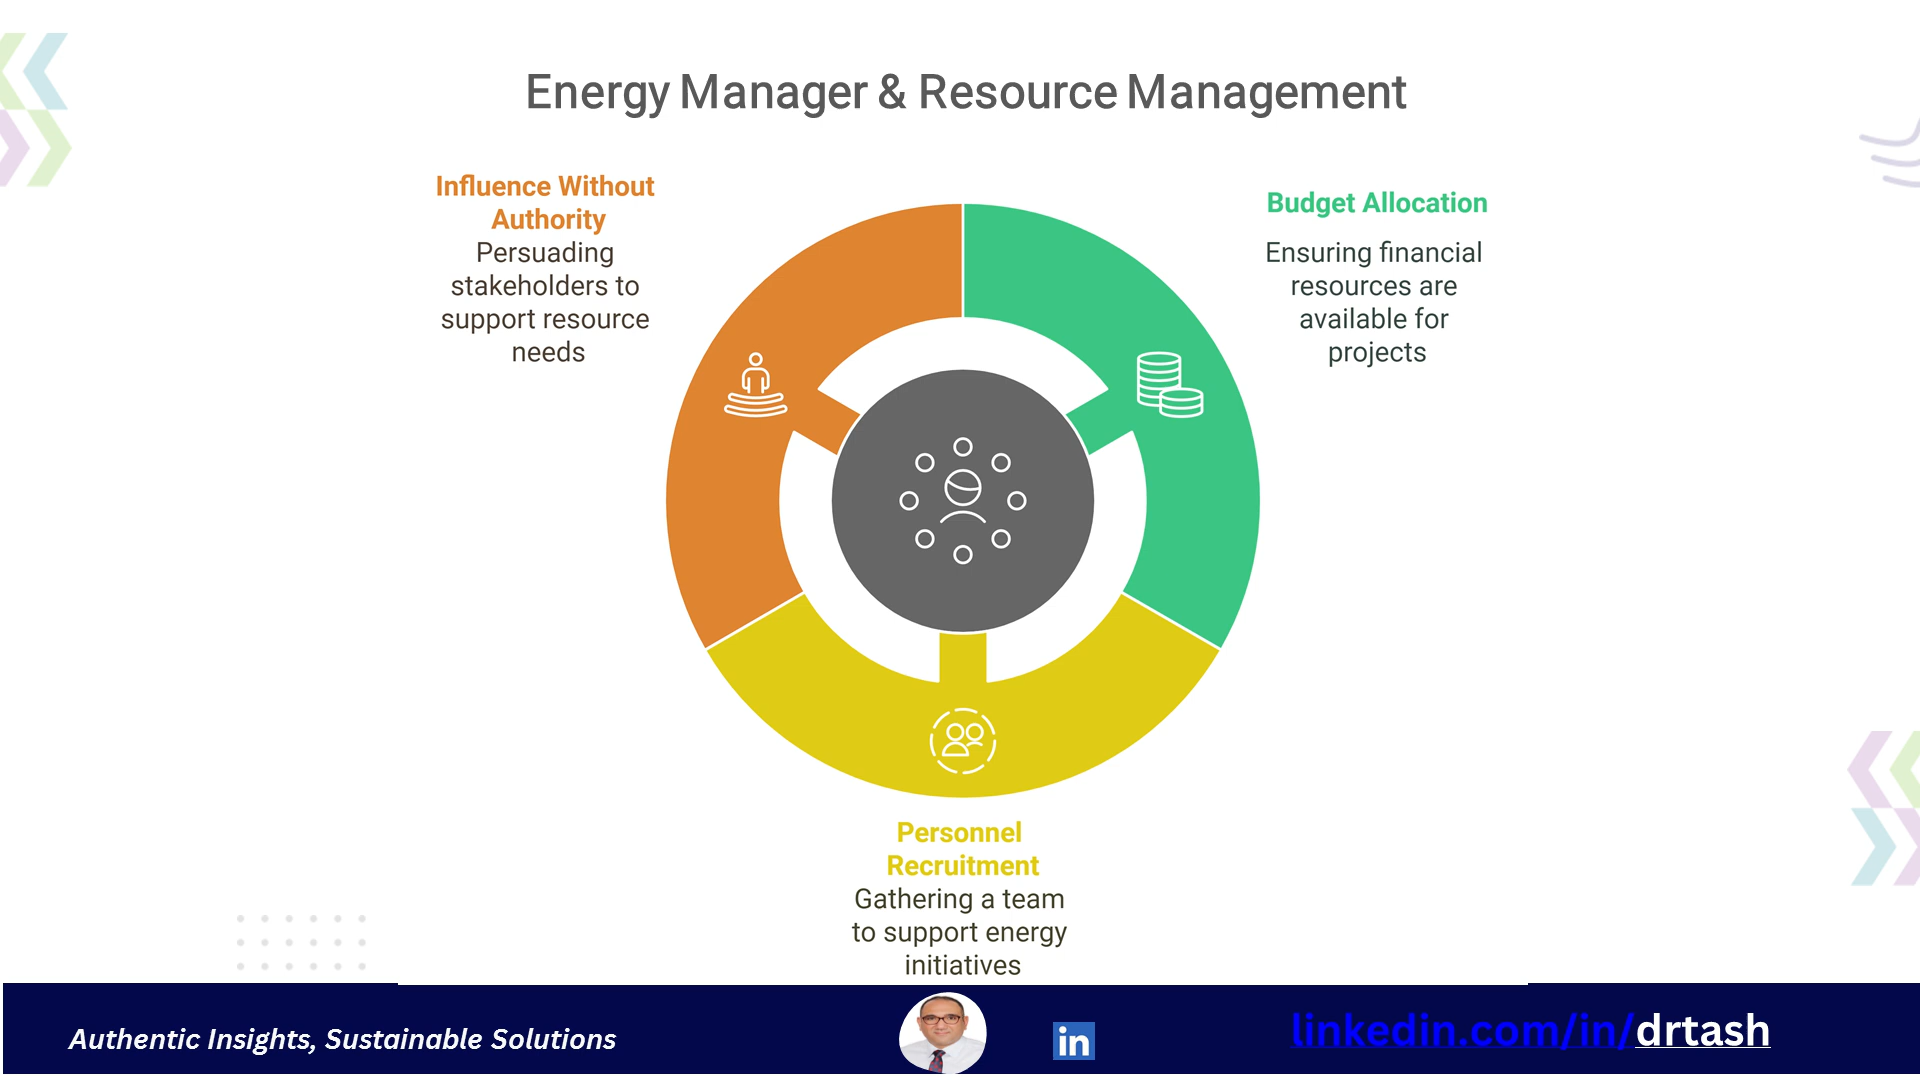 Energy Manager & Resource Management
Influence Without
Authority
Persuading
stakeholders to
support resource
needs
Budget Allocation
Ensuring financial
resources are
available for
projects
Personnel
Recruitment
Gathering a team
to support energy
initiatives
Authentic Insights, Sustainable Solutions
in
linkedin.com/in/drtash